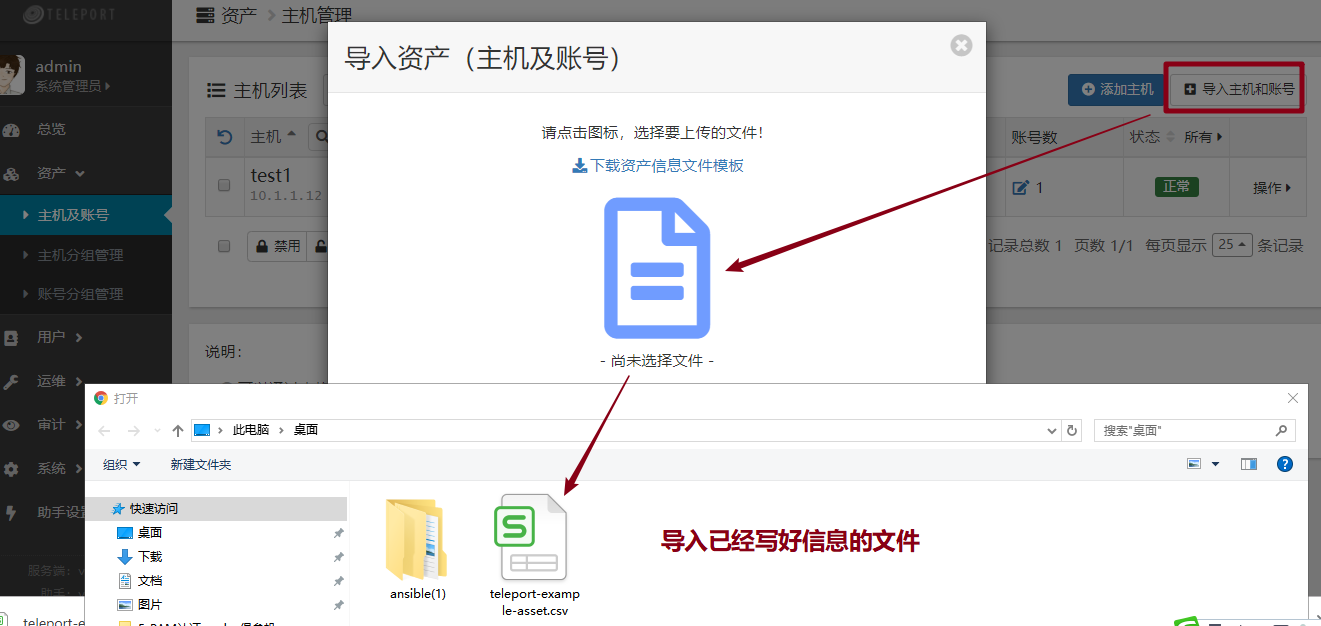 TELEPORT
资产 > 主机管理
admin
系统管理员
总览
资产
主机及账号
主机分组管理
账号分组管理
用户
运维
审计
系统
助手设置
服务端: v
助手: v
主机列表
添加主机
导入主机和账号
主机
账号数
状态
所有
test1
10.1.1.12
1
正常
操作
禁用
记录总数 1 页数 1/1 每页显示 25 条记录
说明:
导入资产（主机及账号）
请点击图标，选择要上传的文件！
下载资产信息文件模板
- 尚未选择文件 -
打开
此电脑 > 桌面
搜索"桌面"
组织
新建文件夹
快速访问
桌面
下载
文档
图片
ansible(1)
teleport-examp
le-asset.csv
导入已经写好信息的文件
teleport-e